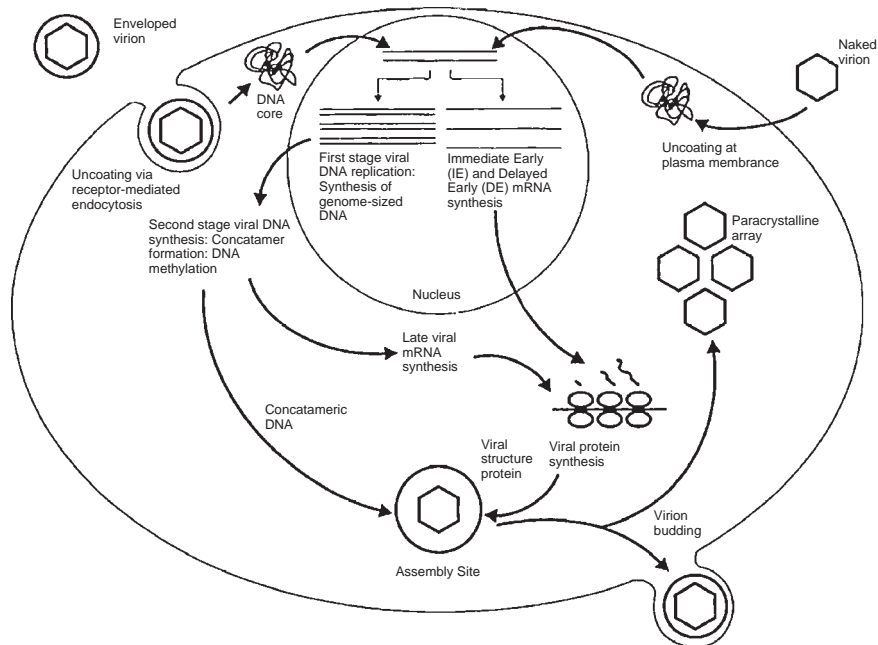 Enveloped
virion
Naked
virion
DNA
core
Uncoating via
receptor-mediated
endocytosis
Uncoating at
plasma membrance
First stage viral
DNA replication:
Synthesis of
genome-sized
DNA
Immediate Early
(IE) and Delayed
Early (DE) mRNA
synthesis
Second stage viral DNA
synthesis: Concatamer
formation: DNA
methylation
Paracrystalline
array
Nucleus
Late viral
mRNA
synthesis
Concatameric
DNA
Viral
structure
protein
Viral protein
synthesis
Virion
budding
Assembly Site